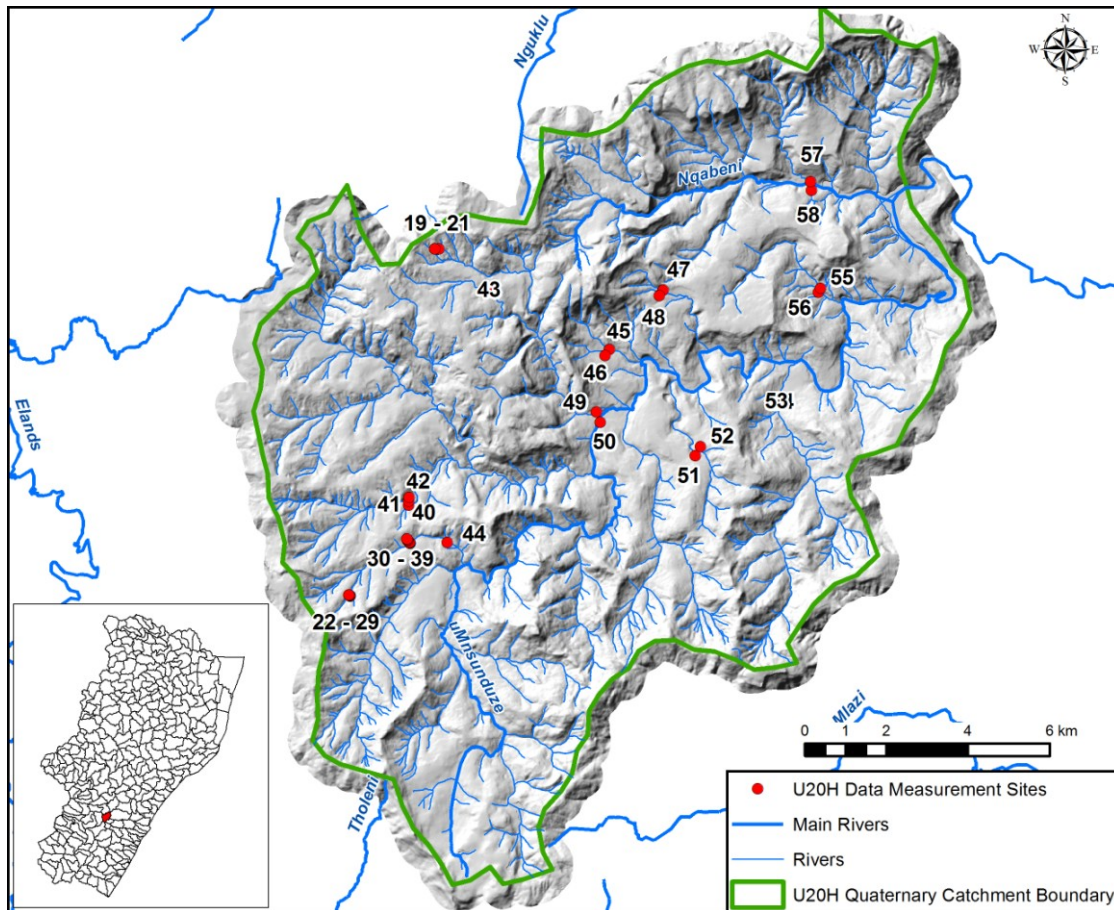 Nguklu
N
W E
S
57
Nqabeni
58
19 - 21
47
43
55
48
56
45
46
Elands
49
53
50
52
51
42
41
40
44
30 - 39
22 - 29
uMnsunduze
Mlazi
0 1 2 4 6 km
Tholeni
U20H Data Measurement Sites
Main Rivers
Rivers
U20H Quaternary Catchment Boundary